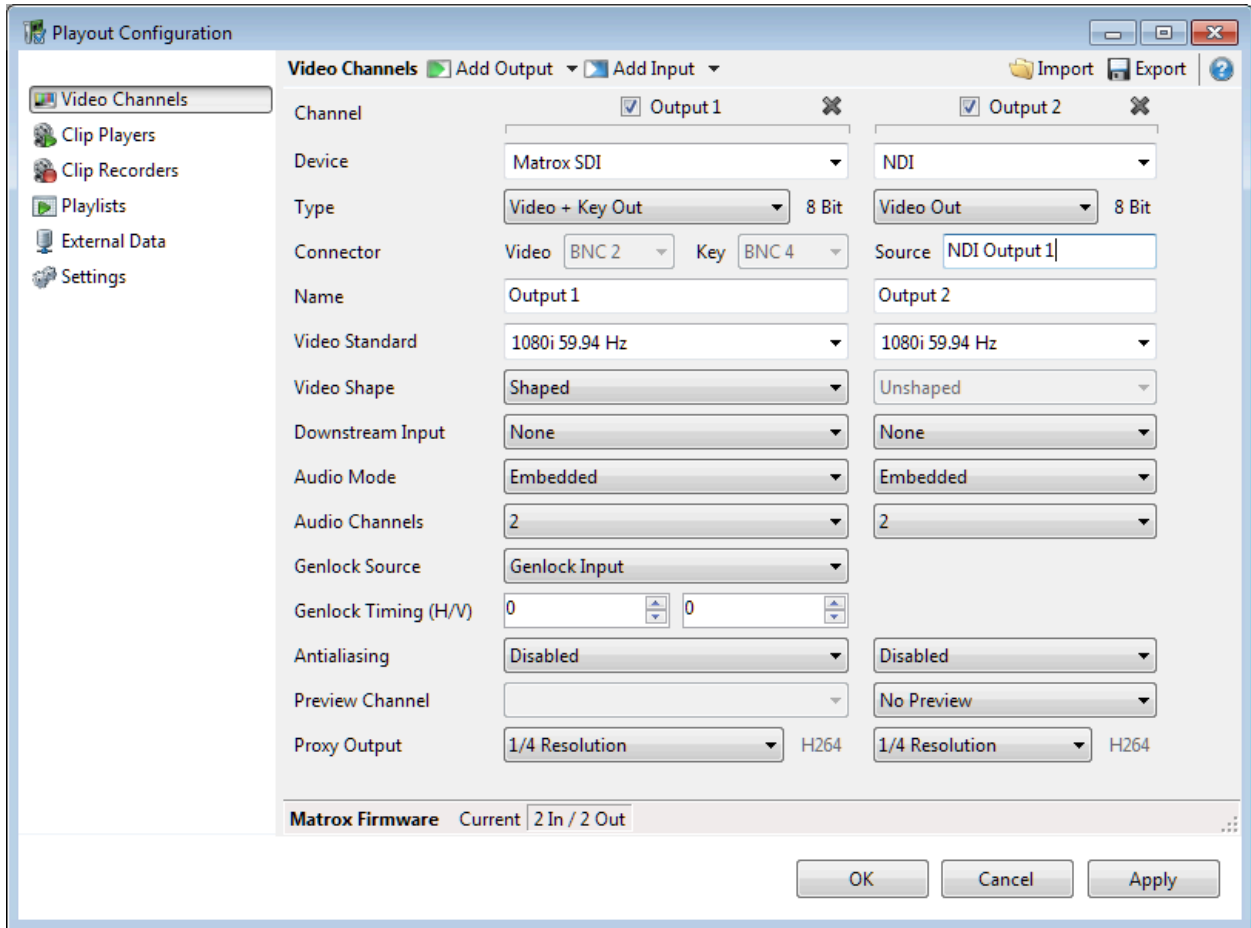 Playout Configuration
Video Channels Add Output Add Input Import Export ?
Video Channels
Clip Players
Clip Recorders
Playlists
External Data
Settings
Channel Output 1 Output 2
Device Matrox SDI NDI
Type Video + Key Out 8 Bit Video Out 8 Bit
Connector Video BNC 2 Key BNC 4 Source NDI Output 1
Name Output 1 Output 2
Video Standard 1080i 59.94 Hz 1080i 59.94 Hz
Video Shape Shaped Unshaped
Downstream Input None None
Audio Mode Embedded Embedded
Audio Channels 2 2
Genlock Source Genlock Input
Genlock Timing (H/V) 0 0
Antialiasing Disabled Disabled
Preview Channel No Preview
Proxy Output 1/4 Resolution H264 1/4 Resolution H264
Matrox Firmware Current 2 In / 2 Out
OK Cancel Apply